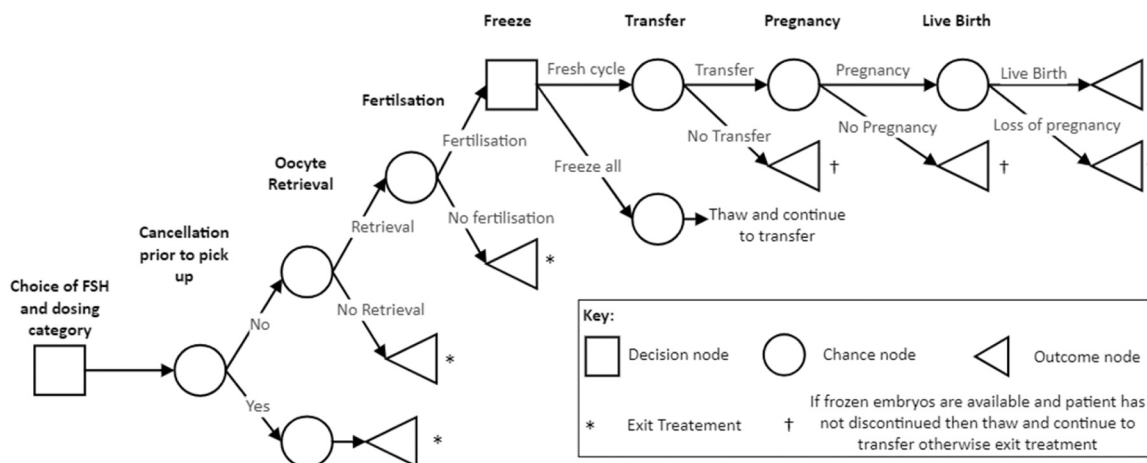 Freeze
Transfer
Pregnancy
Live Birth
Fresh cycle
Transfer
Pregnancy
Live Birth
Fertilsation
No Transfer
No Pregnancy
Loss of pregnancy
Fertilisation
Freeze all
†
†
Oocyte
Retrieval
Retrieval
No fertilisation
Thaw and continue
to transfer
*
Cancellation
prior to pick
up
Choice of FSH
and dosing
category
No
No Retrieval
*
Yes
*
Key:
Decision node
Chance node
Outcome node
* Exit Treatement
† If frozen embryos are available and patient has
not discontinued then thaw and continue to
transfer otherwise exit treatment